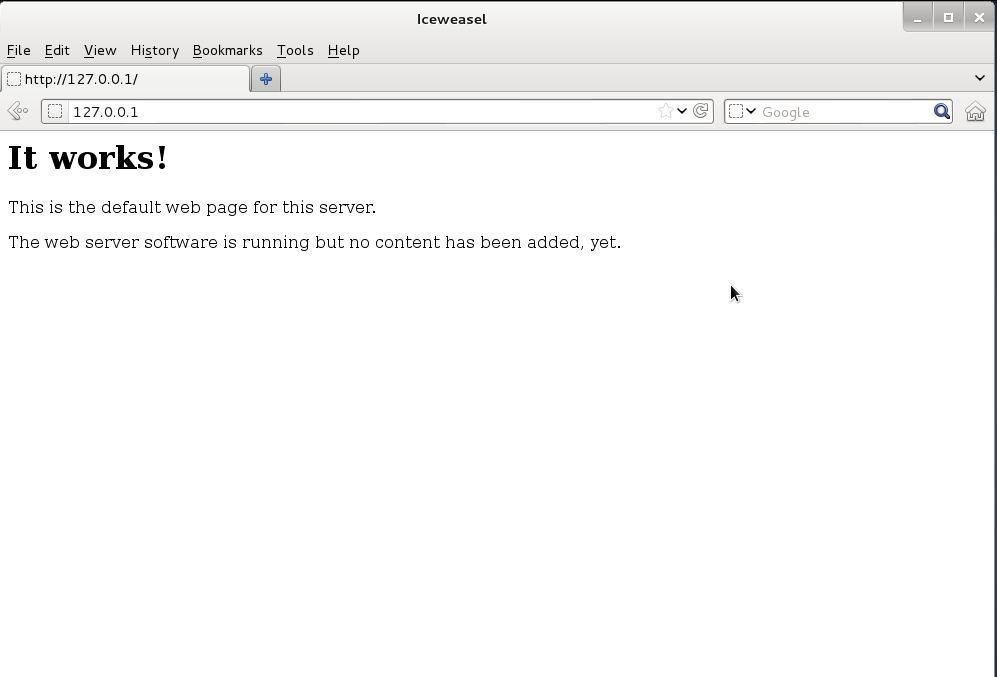 Iceweasel
File Edit View History Bookmarks Tools Help
http://127.0.0.1/
127.0.0.1 Google
It works!
This is the default web page for this server.
The web server software is running but no content has been added, yet.